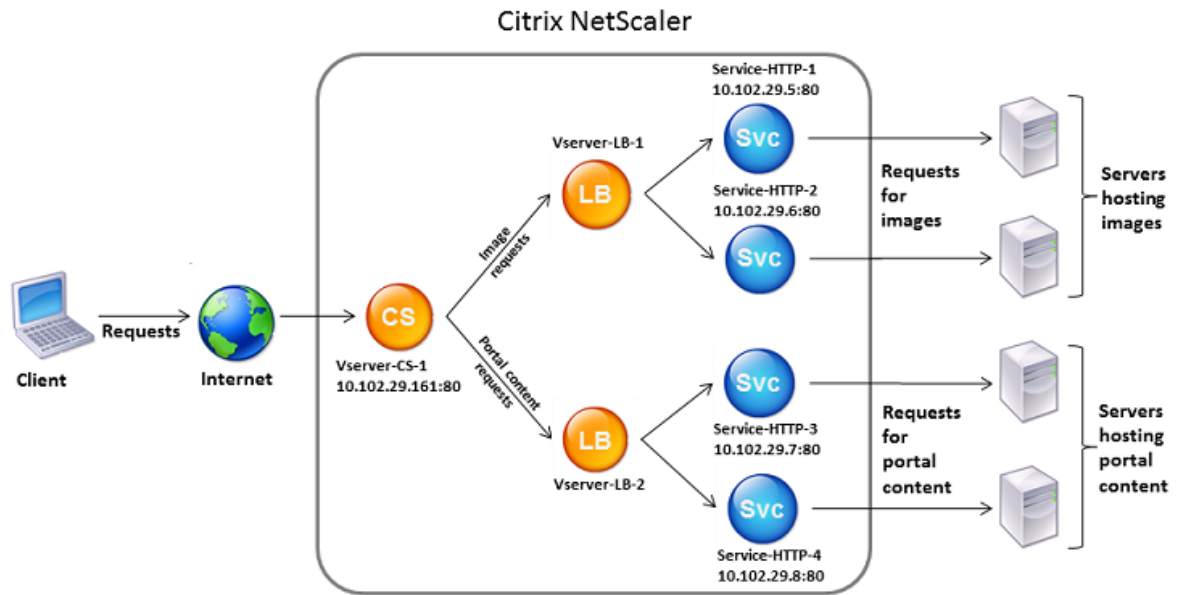 Citrix NetScaler
Service-HTTP-1
10.102.29.5:80
Svc
Vserver-LB-1
LB
Service-HTTP-2
10.102.29.6:80
Svc
Requests
for
images
Servers
hosting
images
Image
requests
Client
Requests
Internet
CS
Vserver-CS-1
10.102.29.161:80
Portal content
requests
LB
Vserver-LB-2
Svc
Service-HTTP-3
10.102.29.7:80
Svc
Service-HTTP-4
10.102.29.8:80
Requests
for
portal
content
Servers
hosting
portal
content